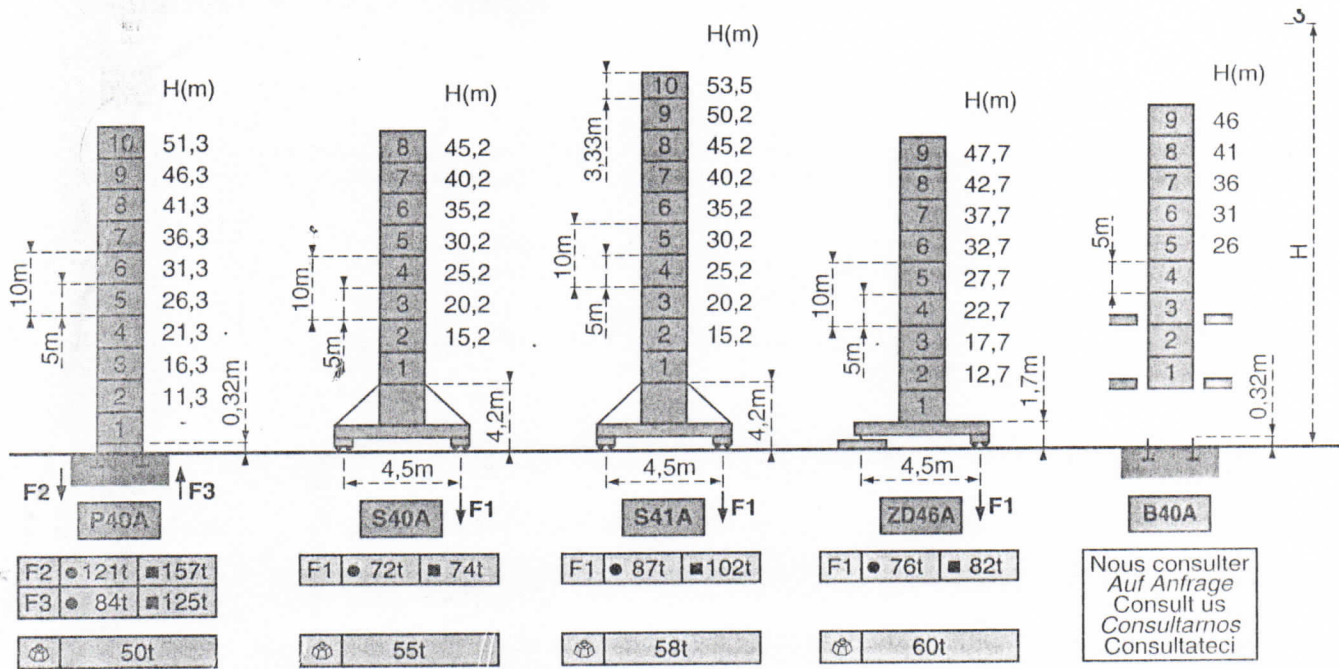 H(m)
10 51,3
9 46,3
8 41,3
7 36,3
6 31,3
5 26,3
4 21,3
3 16,3
2 11,3
1
10m
5m
0,32m
F2
F3
P40A
F2 ● 121t ■ 157t
F3 ● 84t ■ 125t
50t
H(m)
8 45,2
7 40,2
6 35,2
5 30,2
4 25,2
3 20,2
2 15,2
1
10m
5m
4,2m
4,5m
F1
S40A
F1 ● 72t ■ 74t
55t
H(m)
10 53,5
9 50,2
8 45,2
7 40,2
6 35,2
5 30,2
4 25,2
3 20,2
2 15,2
1
3,33m
10m
5m
4,2m
4,5m
F1
S41A
F1 ● 87t ■ 102t
58t
H(m)
9 47,7
8 42,7
7 37,7
6 32,7
5 27,7
4 22,7
3 17,7
2 12,7
1
10m
5m
1,7m
4,5m
F1
ZD46A
F1 ● 76t ■ 82t
60t
H(m)
9 46
8 41
7 36
6 31
5 26
4
3
2
1
5m
0.32m
H
B40A
Nous consulter
Auf Anfrage
Consult us
Consultarnos
Consultateci